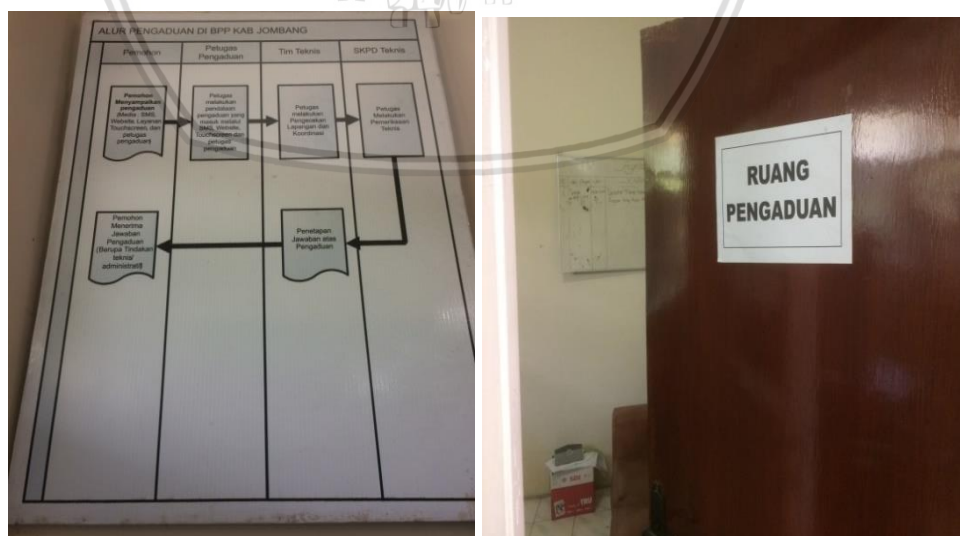 ALUR PENGADUAN DI BPP KAB JOMBANG
Pemohon
Petugas
Pengaduan
Tim Teknis
SKPD Teknis
Pemohon
Menyampaikan
pengaduan
(Media : SMS,
Website, Layanan
Touchscreen, dan
petugas
pengaduan)
Petugas
melakukan
pendataan
pengaduan yang
masuk melalui
SMS, Website,
Touchscreen dan
petugas
pengaduan
Petugas
melakukan
Pengecekan
Lapangan dan
Koordinasi
Petugas
Melakukan
Pemeriksaan
Teknis
Pemohon
Menerima
Jawaban
Pengaduan
(Berupa Tindakan
teknis/
administratif)
Penetapan
Jawaban atas
Pengaduan
RUANG
PENGADUAN